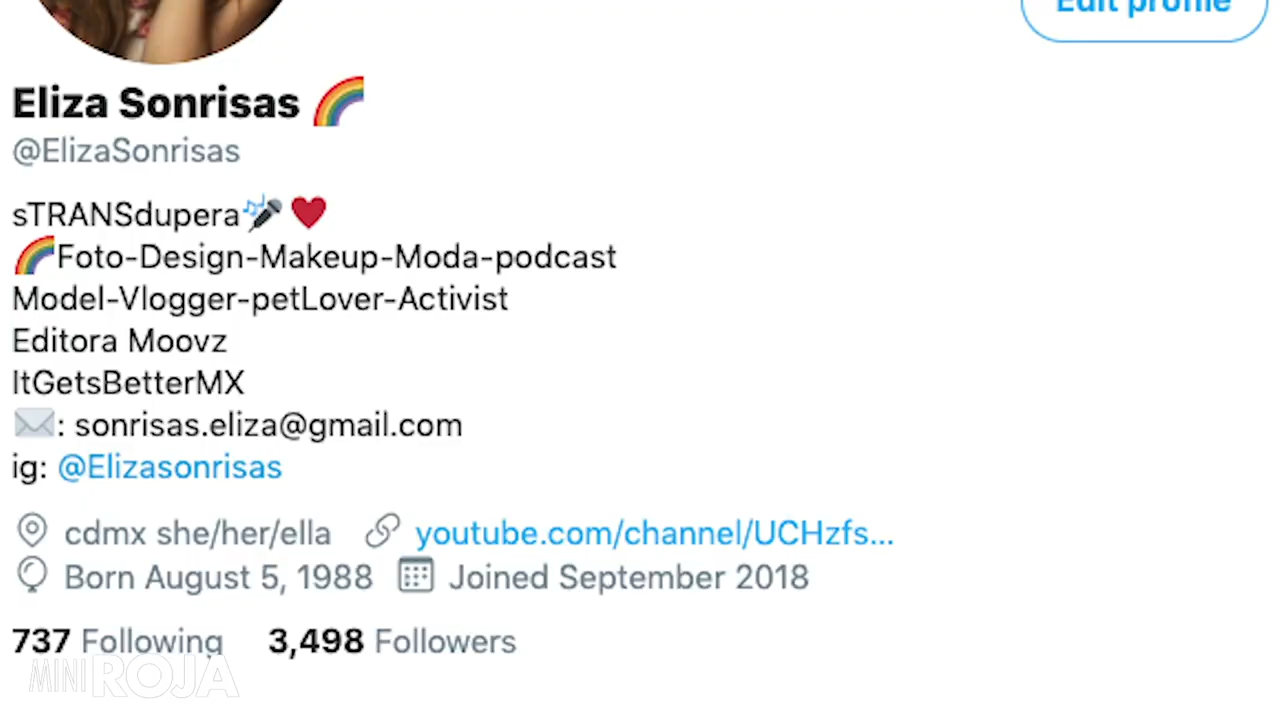 Edit profile
Eliza Sonrisas 🌈
@ElizaSonrisas
sTRANSdupera🎤❤️
🌈Foto-Design-Makeup-Moda-podcast
Model-Vlogger-petLover-Activist
Editora Moovz
ItGetsBetterMX
✉️: sonrisas.eliza@gmail.com
ig: @Elizasonrisas
cdmx she/her/ella youtube.com/channel/UCHzfs...
Born August 5, 1988 Joined September 2018
737 Following 3,498 Followers
MINI ROJA